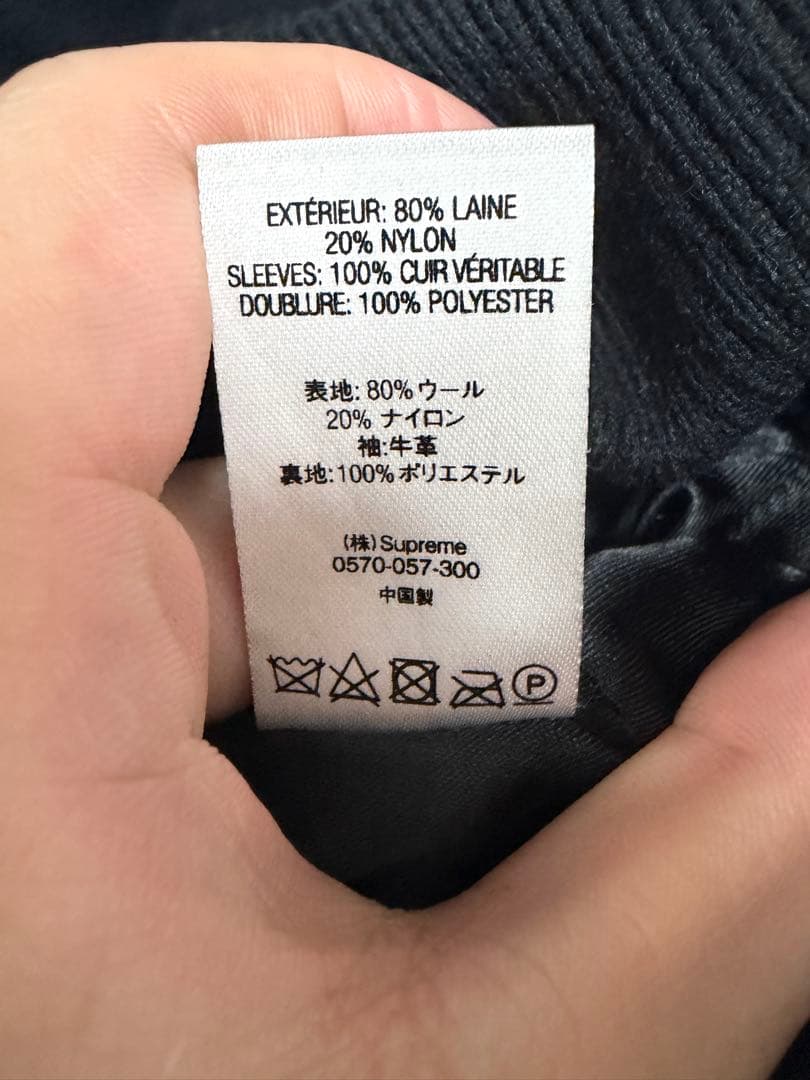 EXTÉRIEUR: 80% LAINE
20% NYLON
SLEEVES: 100% CUIR VÉRITABLE
DOUBLURE: 100% POLYESTER
表地: 80%ウール
20% ナイロン
袖:牛革
裏地:100%ポリエステル
(株)Supreme
0570-057-300
中国製
P